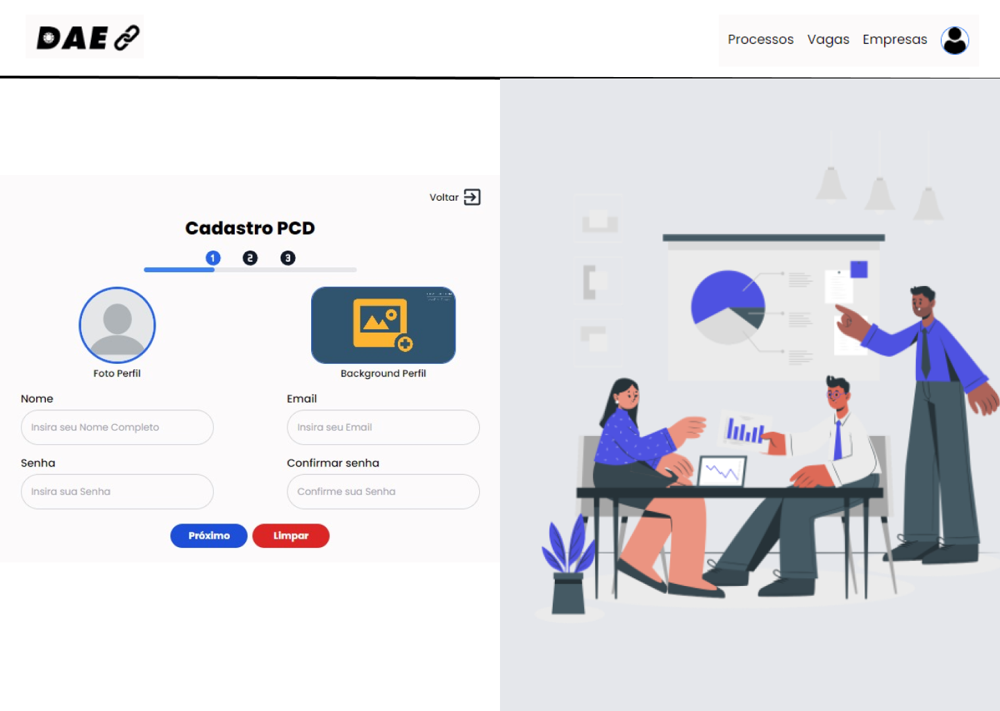 DAE
Processos Vagas Empresas
Voltar
Cadastro PCD
1 2 3
Foto Perfil
Background Perfil
Nome
Email
Insira seu Nome Completo
Insira seu Email
Senha
Confirmar senha
Insira sua Senha
Confirme sua Senha
Próximo Limpar